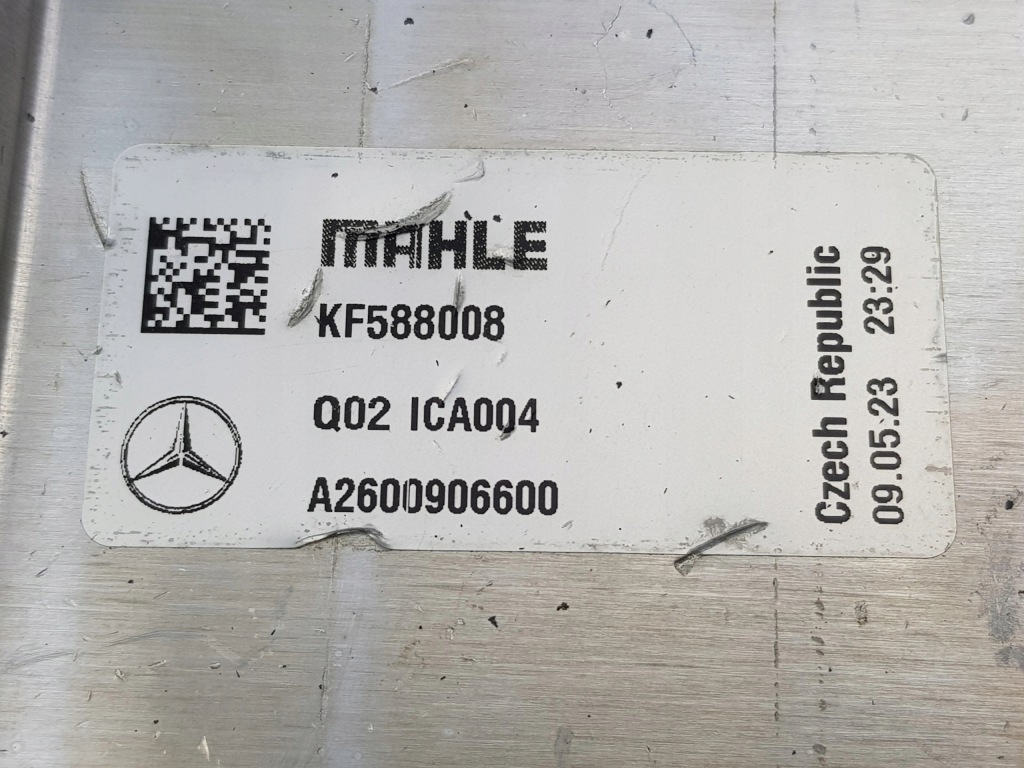 MAHLE
KF588008
Q02 ICA004
A2600906600
Czech Republic
09.05.23 23:29